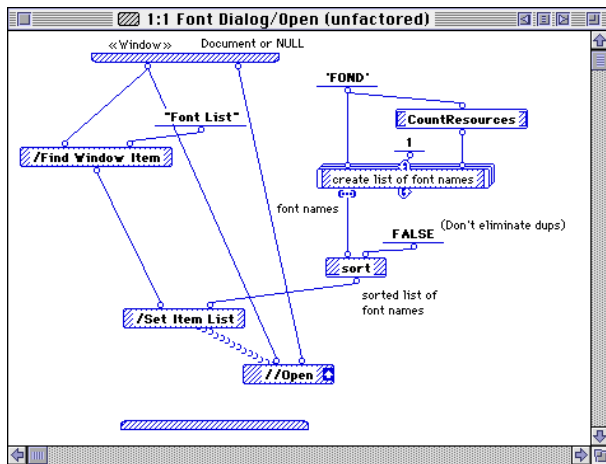 1:1 Font Dialog/Open (unfactored)
«Window»
Document or NULL
'FOND'
"Font List"
CountResources
1
/Find Window Item
create list of font names
font names
(Don't eliminate dups)
FALSE
sort
sorted list of
font names
/Set Item List
//Open